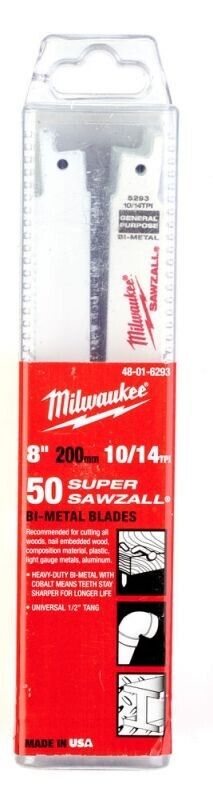 5293
10/14TPI
GENERAL
PURPOSE
BI-METAL
Milwaukee
SAWZALL®
48-01-6293
Milwaukee®
8" 200mm 10/14TPI
50 SUPER
SAWZALL®
BI-METAL BLADES
Recommended for cutting all
woods, nail embedded wood,
composition material, plastic,
light gauge metals, aluminum.
• HEAVY-DUTY BI-METAL WITH
COBALT MEANS TEETH STAY
SHARPER FOR LONGER LIFE
• UNIVERSAL 1/2" TANG
MADE IN USA